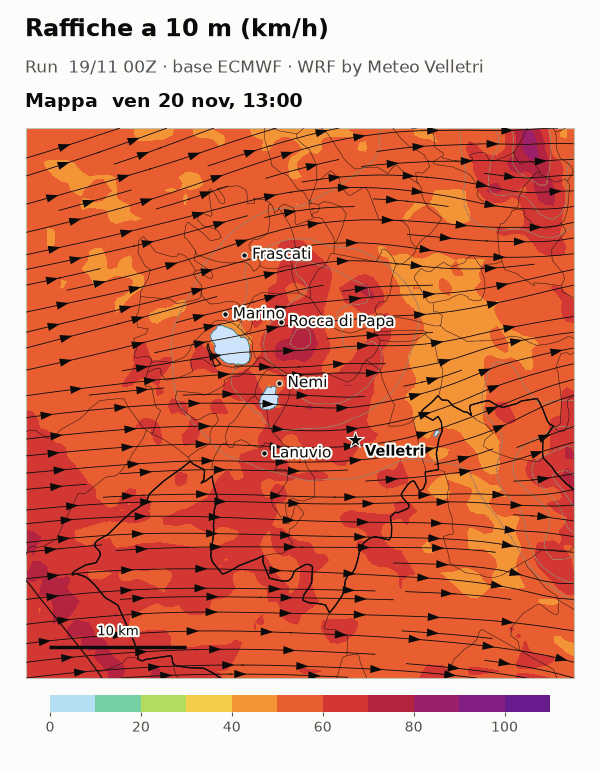 Raffiche a 10 m (km/h)
Run  19/11 00Z · base ECMWF · WRF by Meteo Velletri
Mappa  ven 20 nov, 13:00
Frascati
Marino
Rocca di Papa
Nemi
Velletri
Lanuvio
10 km
0 20 40 60 80 100